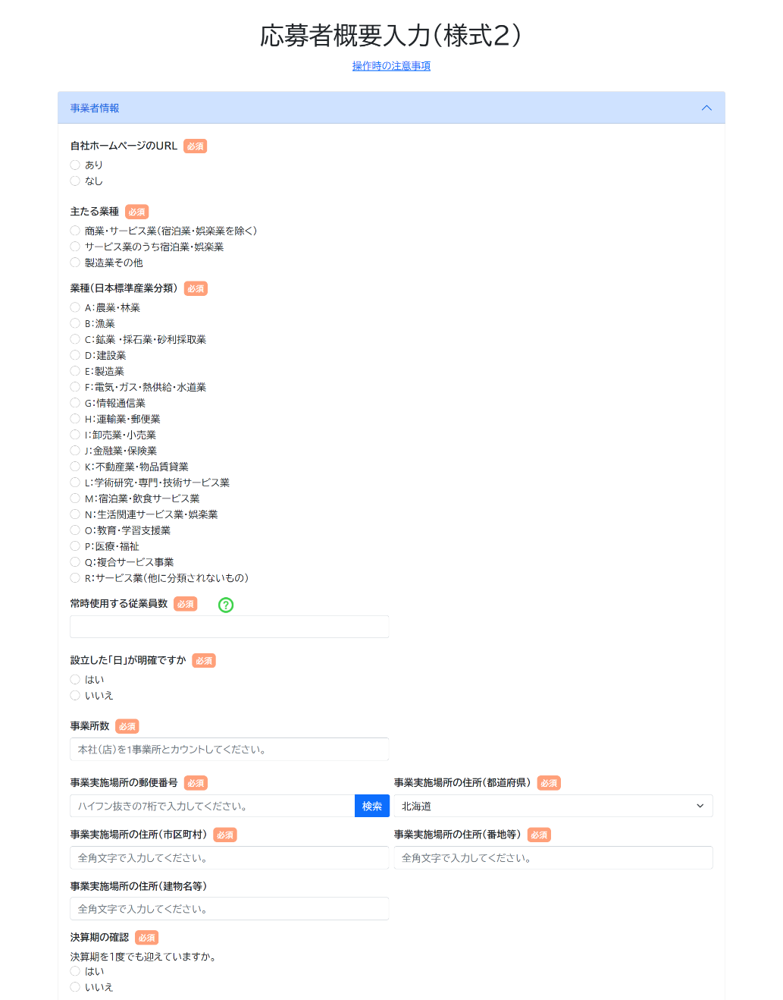 応募者概要入力（様式2）
操作時の注意事項
事業者情報
自社ホームページのURL 必須
あり
なし
主たる業種 必須
商業・サービス業（宿泊業・娯楽業を除く）
サービス業のうち宿泊業・娯楽業
製造業その他
業種（日本標準産業分類） 必須
A：農業・林業
B：漁業
C：鉱業 ・採石業・砂利採取業
D：建設業
E：製造業
F：電気・ガス・熱供給・水道業
G：情報通信業
H：運輸業・郵便業
I：卸売業・小売業
J：金融業・保険業
K：不動産業・物品賃貸業
L：学術研究・専門・技術サービス業
M：宿泊業・飲食サービス業
N：生活関連サービス業・娯楽業
O：教育・学習支援業
P：医療・福祉
Q：複合サービス事業
R：サービス業（他に分類されないもの）
常時使用する従業員数 必須 ?
設立した「日」が明確ですか 必須
はい
いいえ
事業所数 必須
本社（店）を1事業所とカウントしてください。
事業実施場所の郵便番号 必須 事業実施場所の住所（都道府県） 必須
ハイフン抜きの7桁で入力してください。 検索 北海道
事業実施場所の住所（市区町村） 必須 事業実施場所の住所（番地等） 必須
全角文字で入力してください。 全角文字で入力してください。
事業実施場所の住所（建物名等）
全角文字で入力してください。
決算期の確認 必須
決算期を1度でも迎えていますか。
はい
いいえ